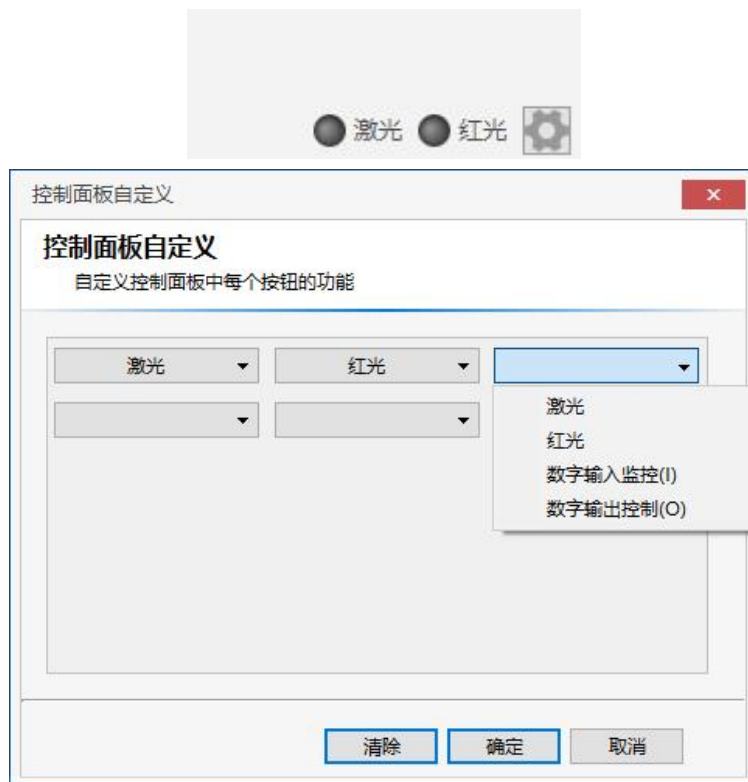 激光 红光
控制面板自定义
控制面板自定义
自定义控制面板中每个按钮的功能
激光 红光
激光
红光
数字输入监控(I)
数字输出控制(O)
清除 确定 取消